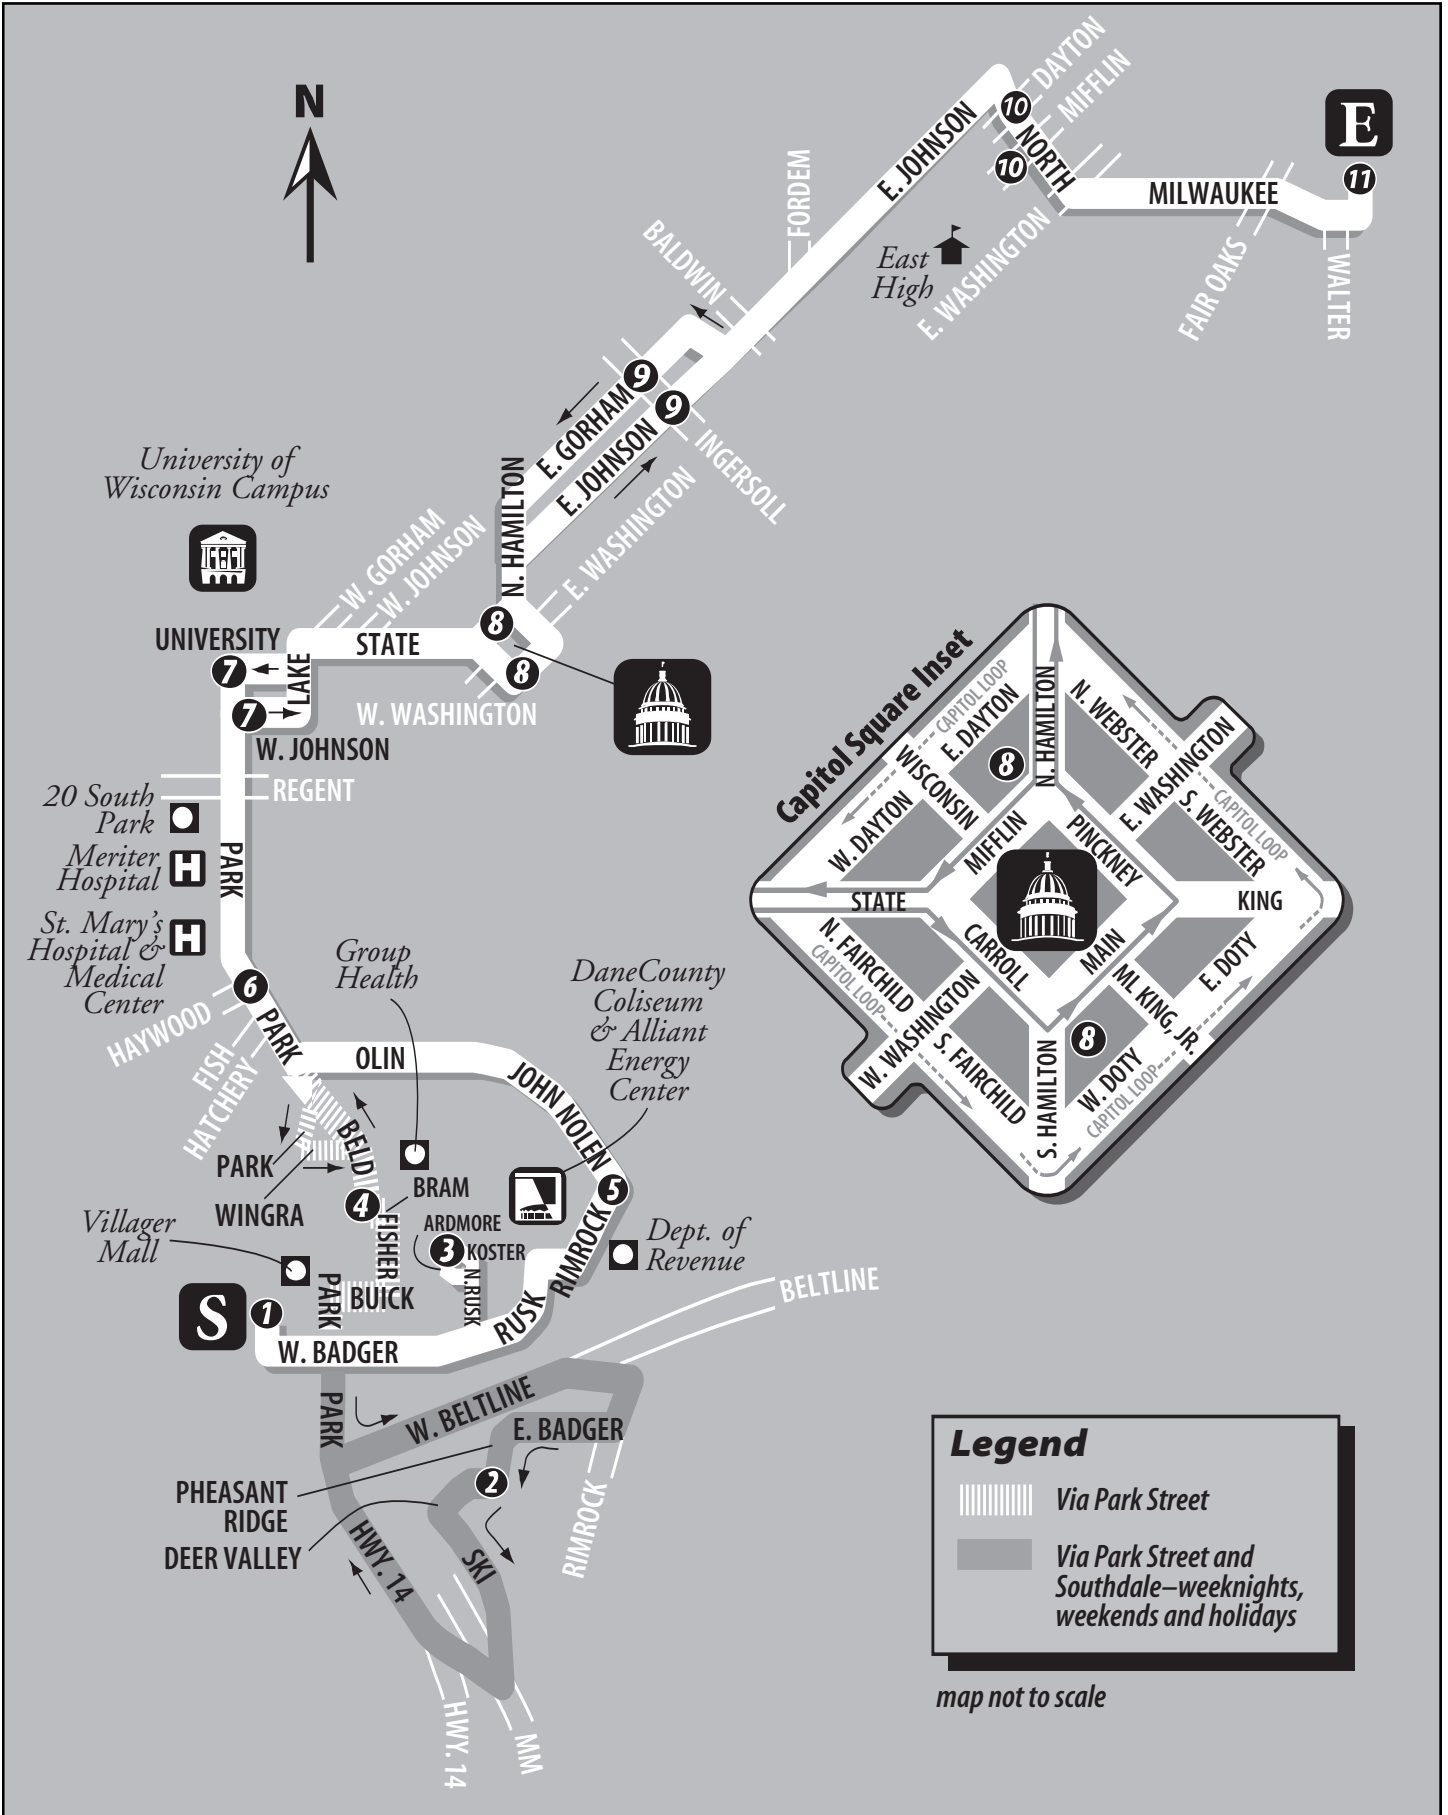 N
DAYTON
MIFFLIN
10
10
NORTH
E
11
E. JOHNSON
MILWAUKEE
FORDEM
BALDWIN
East
High
E. WASHINGTON
FAIR OAKS
WALTER
9
9
E. GORHAM
E. JOHNSON
INGERSOLL
N. HAMILTON
E. WASHINGTON
University of
Wisconsin Campus
W. GORHAM
W. JOHNSON
8
8
UNIVERSITY
STATE
LAKE
7
7
W. WASHINGTON
W. JOHNSON
REGENT
20 South
Park
PARK
Meriter
Hospital
H
St. Mary's
Hospital &
Medical
Center
H
6
HAYWOOD
PARK
FISH
HATCHERY
Group
Health
OLIN
JOHN NOLEN
DaneCounty
Coliseum
& Alliant
Energy
Center
BELD
PARK
WINGRA
4
BRAM
FISHER
ARDMORE
3
KOSTER
N.RUSK
5
RIMROCK
Dept. of
Revenue
Villager
Mall
PARK
BUICK
S
1
W. BADGER
RUSK
BELTLINE
PARK
W. BELTLINE
E. BADGER
2
PHEASANT
RIDGE
DEER VALLEY
HWY. 14
SKI
RIMROCK
HWY. 14
MM
Capitol Square Inset
CAPITOL LOOP
E. DAYTON
N. HAMILTON
N. WEBSTER
WISCONSIN
8
E. WASHINGTON
W. DAYTON
MIFFLIN
PINCKNEY
S. WEBSTER
CAPITOL LOOP
STATE
KING
N. FAIRCHILD
CAPITOL LOOP
CARROLL
MAIN
E. DOTY
W. WASHINGTON
ML KING, JR.
S. FAIRCHILD
8
S. HAMILTON
W. DOTY
CAPITOL LOOP
Legend
Via Park Street
Via Park Street and
Southdale–weeknights,
weekends and holidays
map not to scale